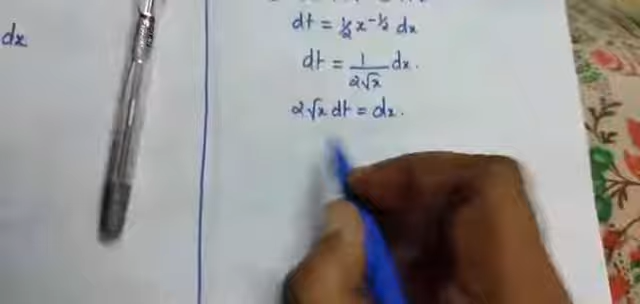 dx
dt = ½ x^-½ dx
dt = 1/2√x dx.
2√x dt = dx.